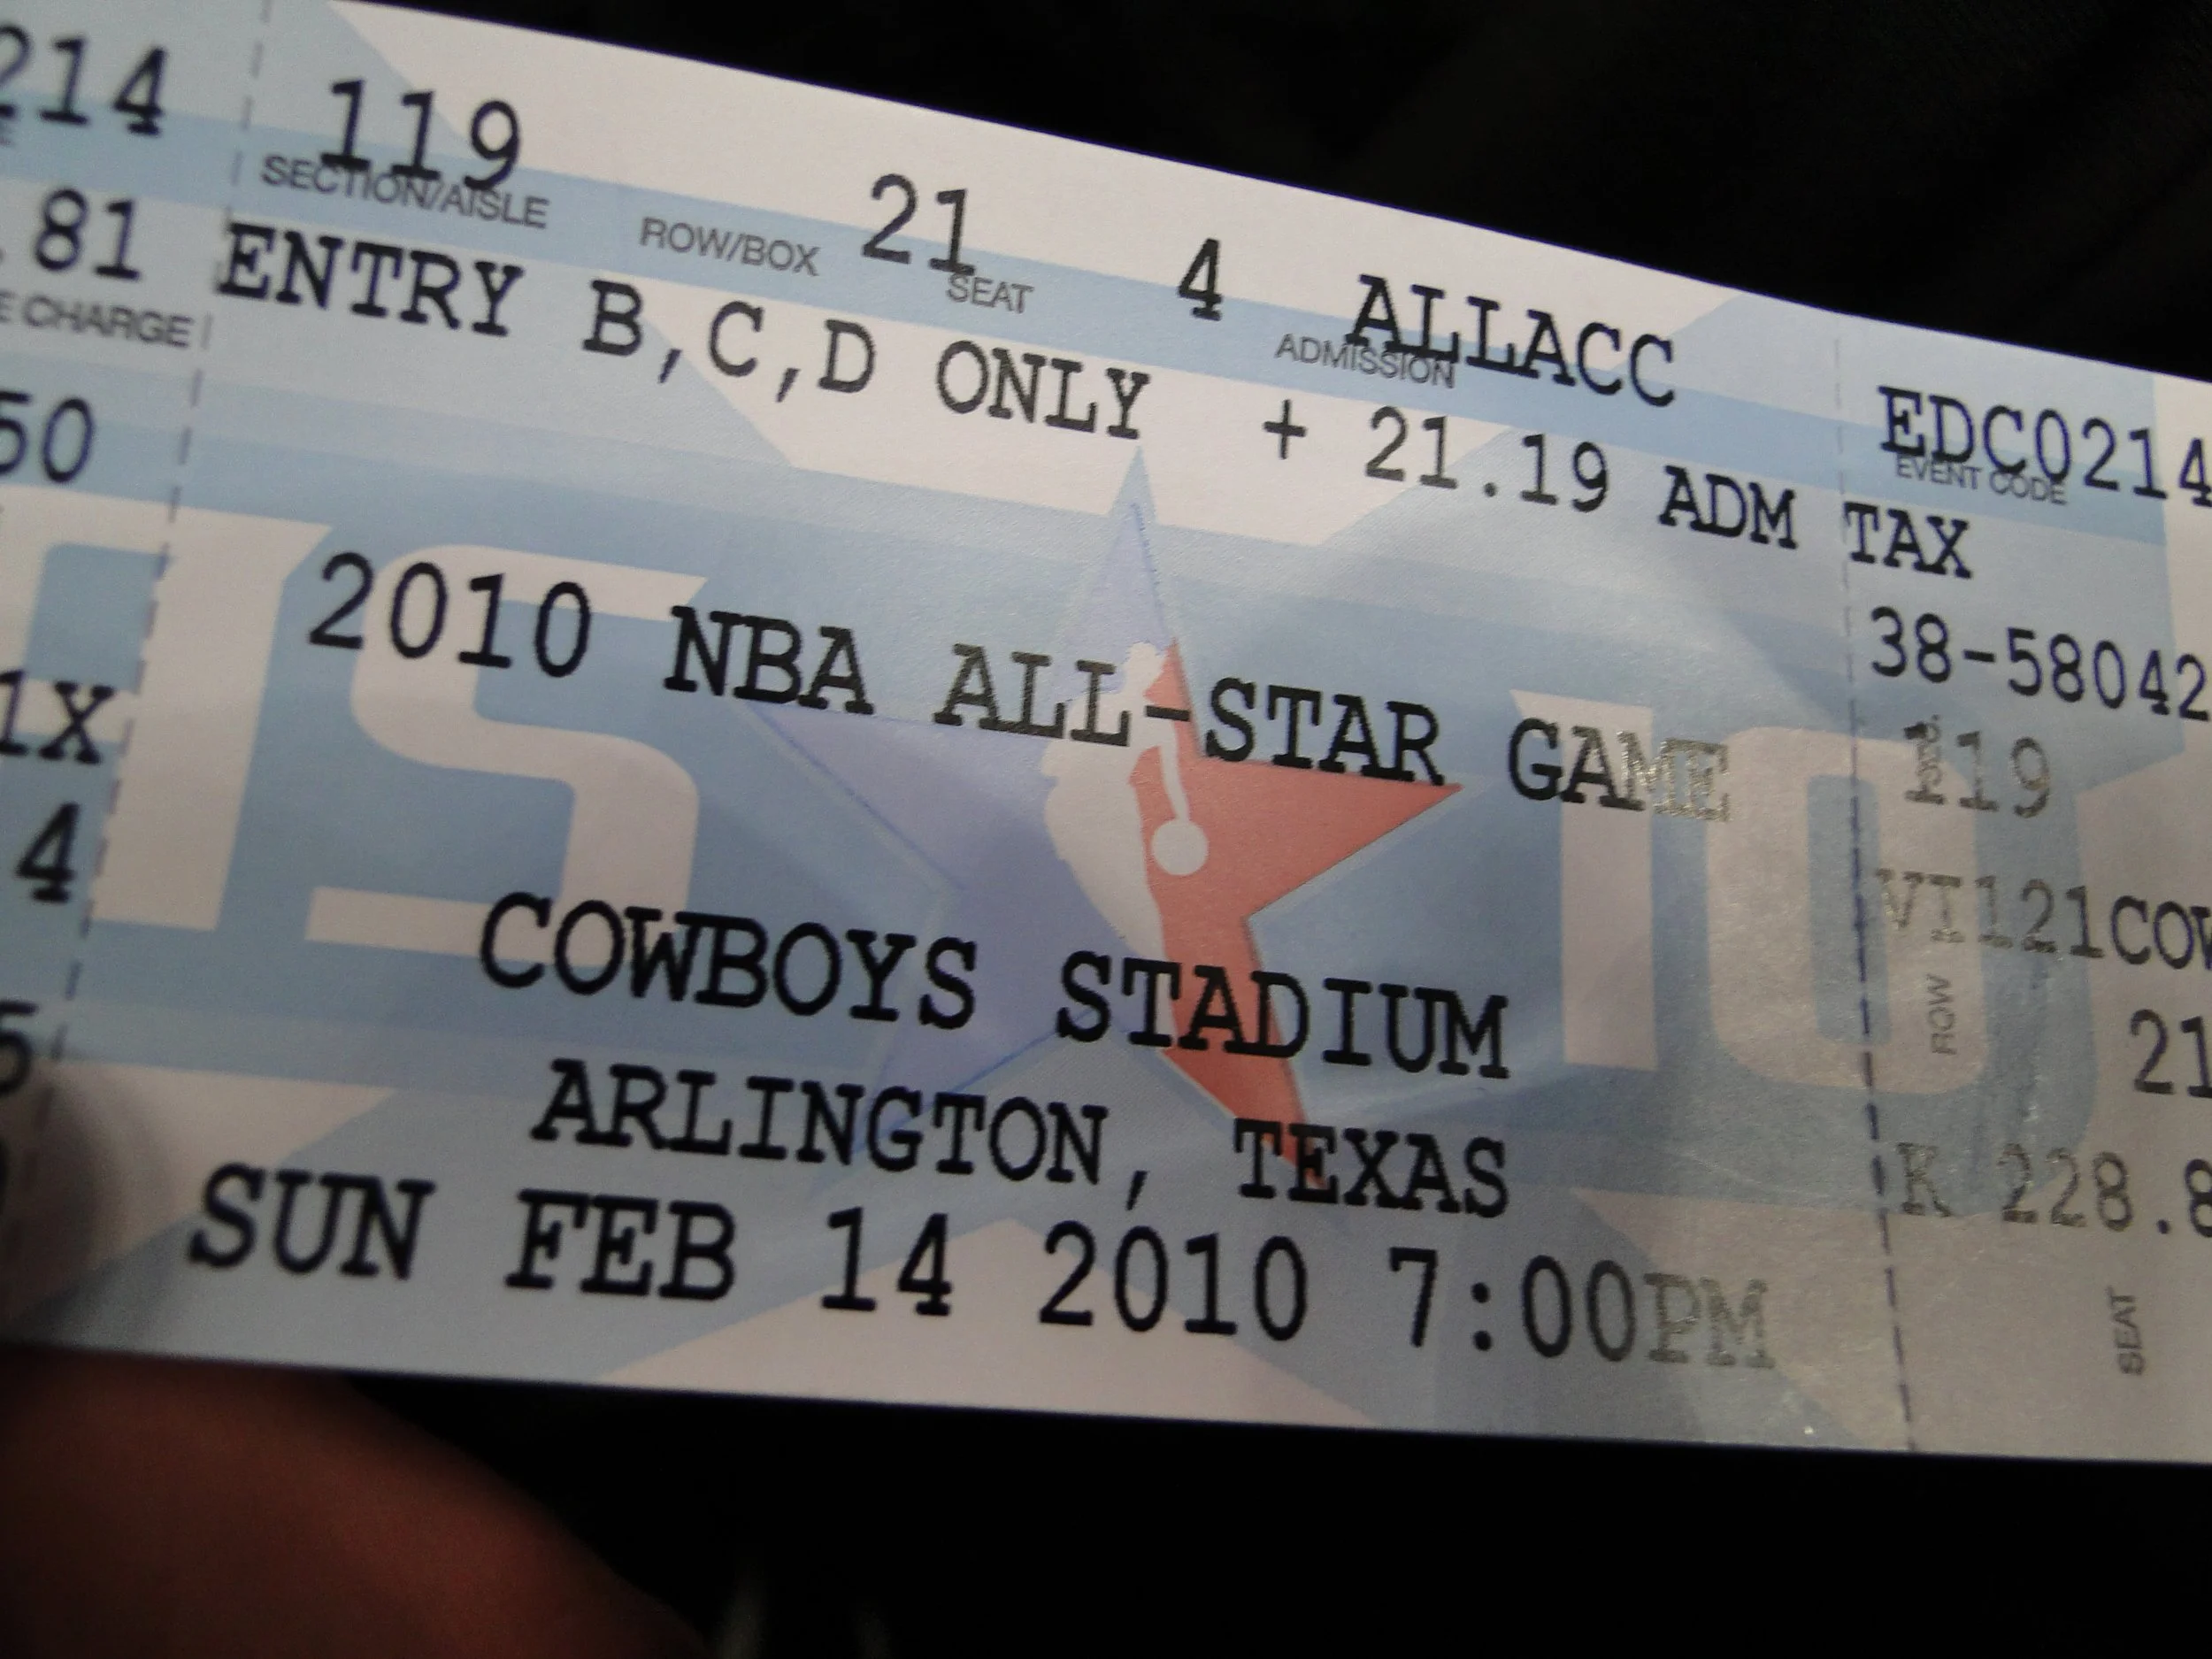 214 119 21 4 ALLACC EDC0214
SECTION/AISLE ROW/BOX SEAT ADMISSION EVENT CODE
81 ENTRY B,C,D ONLY + 21.19 ADM TAX
E CHARGE
50
38-58042
1X 2010 NBA ALL-STAR GAME 119
4 COWBOYS STADIUM VI121COW
ROW
5 ARLINGTON, TEXAS 21
SUN FEB 14 2010 7:00PM K 228.8
SEAT